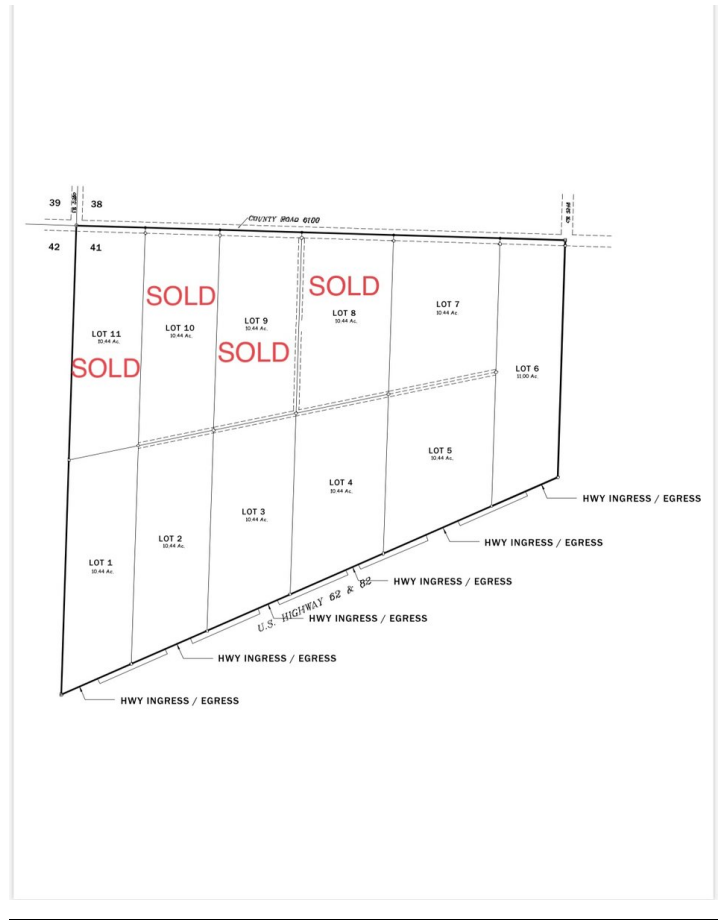 39
38
COUNTY ROAD 6100
42
41
SOLD
SOLD
LOT 7
10.44 Ac.
LOT 8
10.44 Ac.
LOT 9
10.44 Ac.
LOT 10
10.44 Ac.
LOT 11
10.44 Ac.
SOLD
SOLD
LOT 6
11.00 Ac.
LOT 5
10.44 Ac.
LOT 4
10.44 Ac.
LOT 3
10.44 Ac.
LOT 2
10.44 Ac.
LOT 1
10.44 Ac.
HWY INGRESS / EGRESS
HWY INGRESS / EGRESS
HWY INGRESS / EGRESS
U.S. HIGHWAY 62 & 82
HWY INGRESS / EGRESS
HWY INGRESS / EGRESS
HWY INGRESS / EGRESS